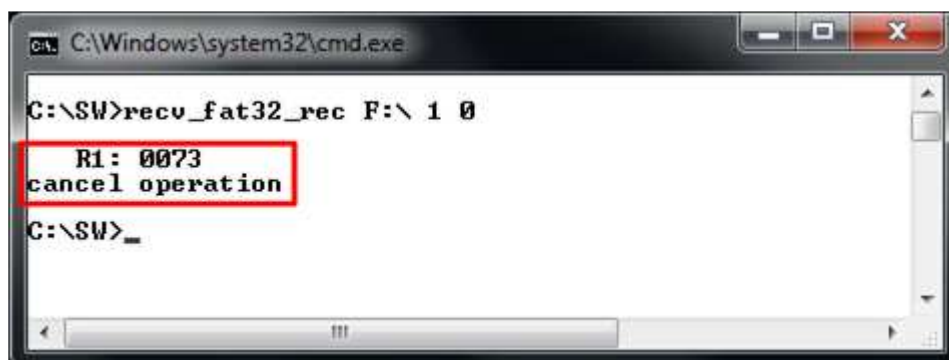 C:\Windows\system32\cmd.exe
C:\SW>recv_fat32_rec F:\ 1 0
R1: 0073
cancel operation
C:\SW>_